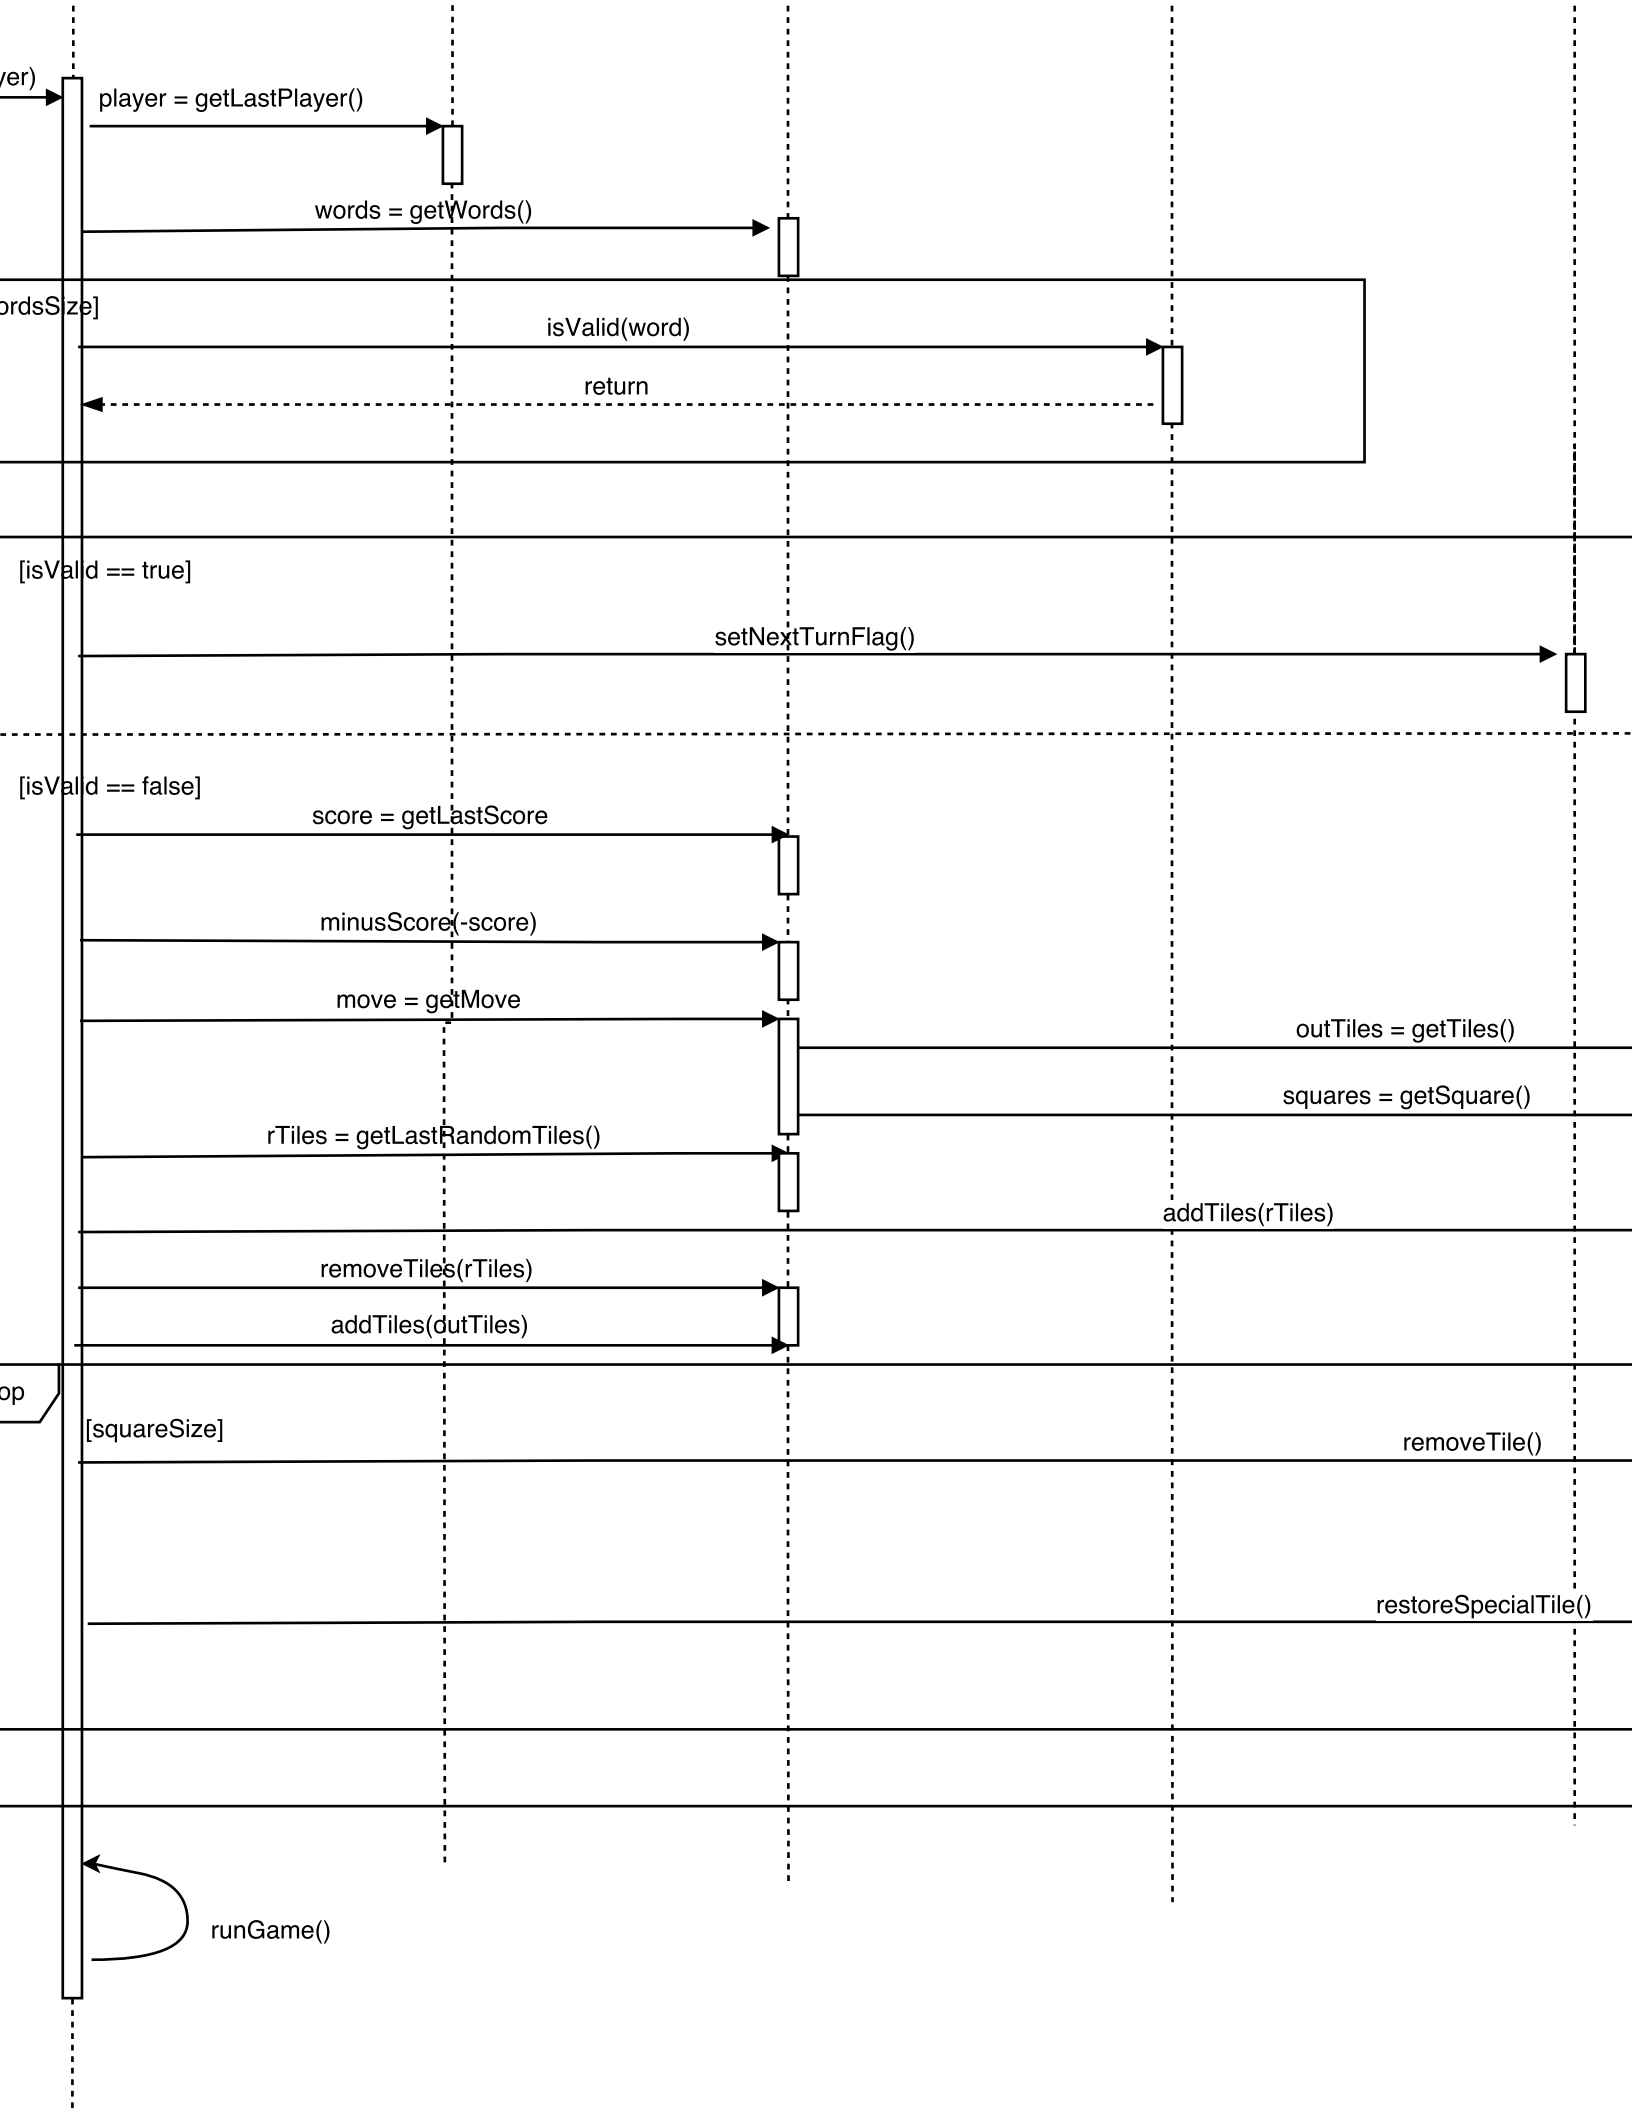 yer)
player = getLastPlayer()
words = getWords()
ordsSize]
isValid(word)
return
[isValid == true]
setNextTurnFlag()
[isValid == false]
score = getLastScore
minusScore(-score)
move = getMove
outTiles = getTiles()
squares = getSquare()
rTiles = getLastRandomTiles()
addTiles(rTiles)
removeTiles(rTiles)
addTiles(outTiles)
op
[squareSize]
removeTile()
restoreSpecialTile()
runGame()